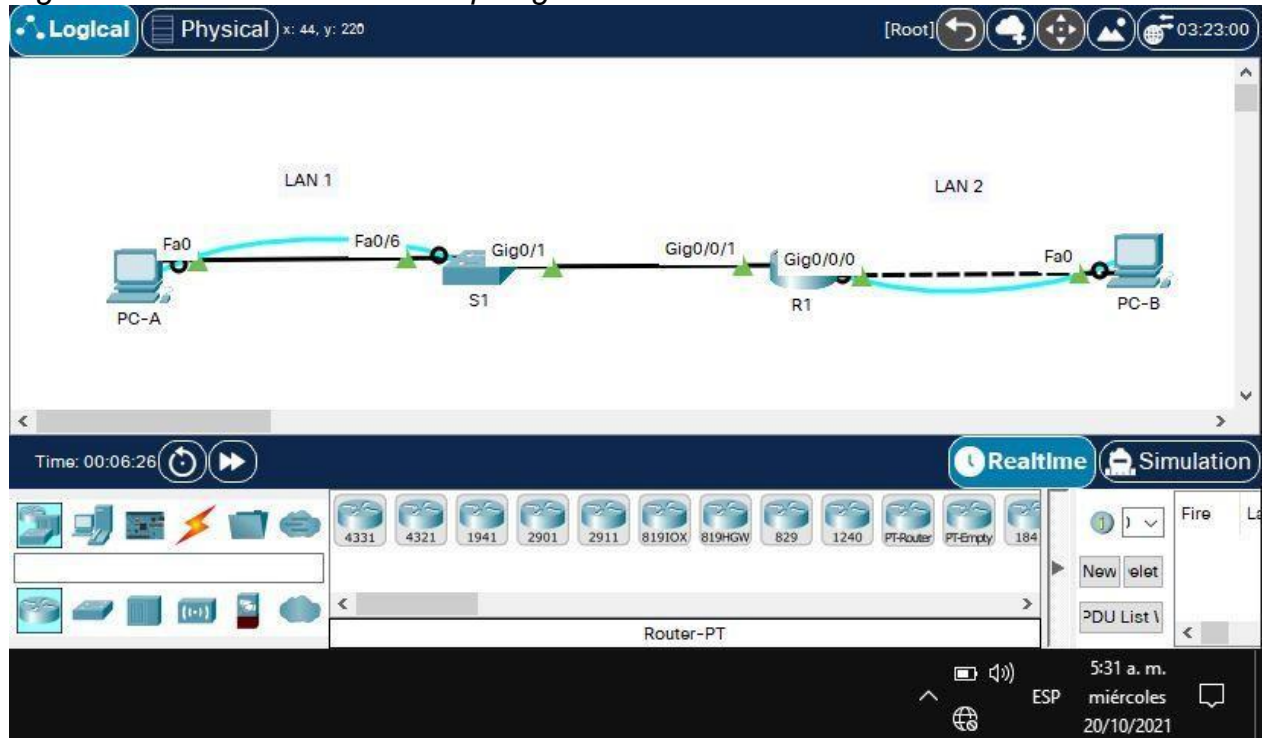 Logical Physical x: 44, y: 220 [Root] 03:23:00
LAN 1
LAN 2
Fa0 Fa0/6 Gig0/1 Gig0/0/1 Gig0/0/0 Fa0
PC-A S1 R1 PC-B
Time: 00:06:26 Realtime Simulation
4331 4321 1941 2901 2911 819IOX 819HGW 829 1240 PT-Router PT-Empty 184
Fire La
New elet
PDU List
Router-PT
5:31 a. m.
ESP miércoles
20/10/2021